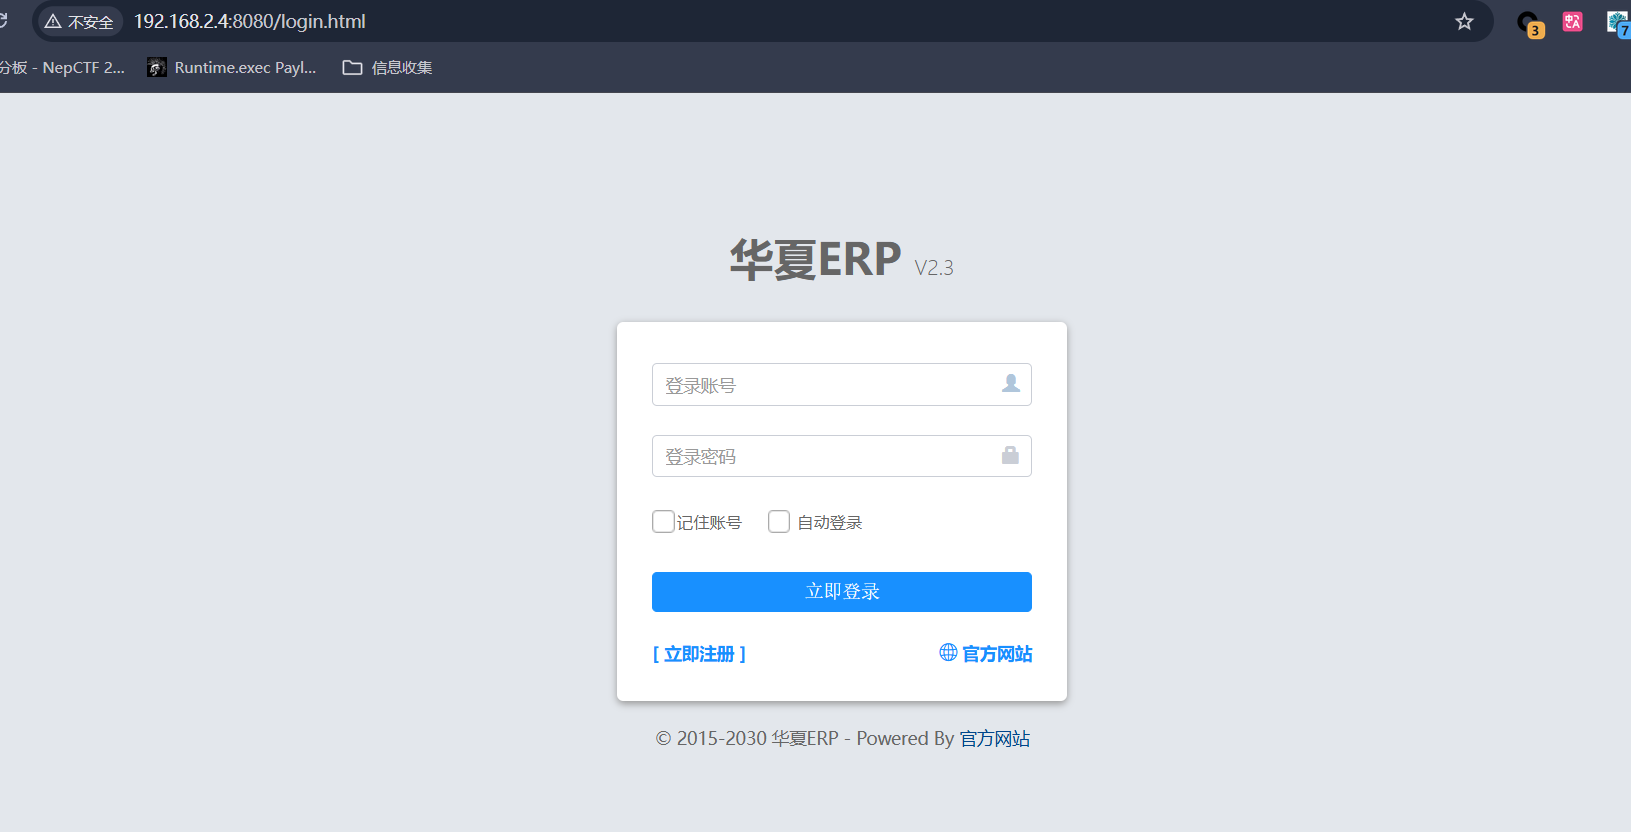 不安全 192.168.2.4:8080/login.html
3
7
分板 - NepCTF 2... Runtime.exec Payl... 信息收集
华夏ERP V2.3
登录账号
登录密码
记住账号 自动登录
立即登录
[ 立即注册 ] 官方网站
© 2015-2030 华夏ERP - Powered By 官方网站